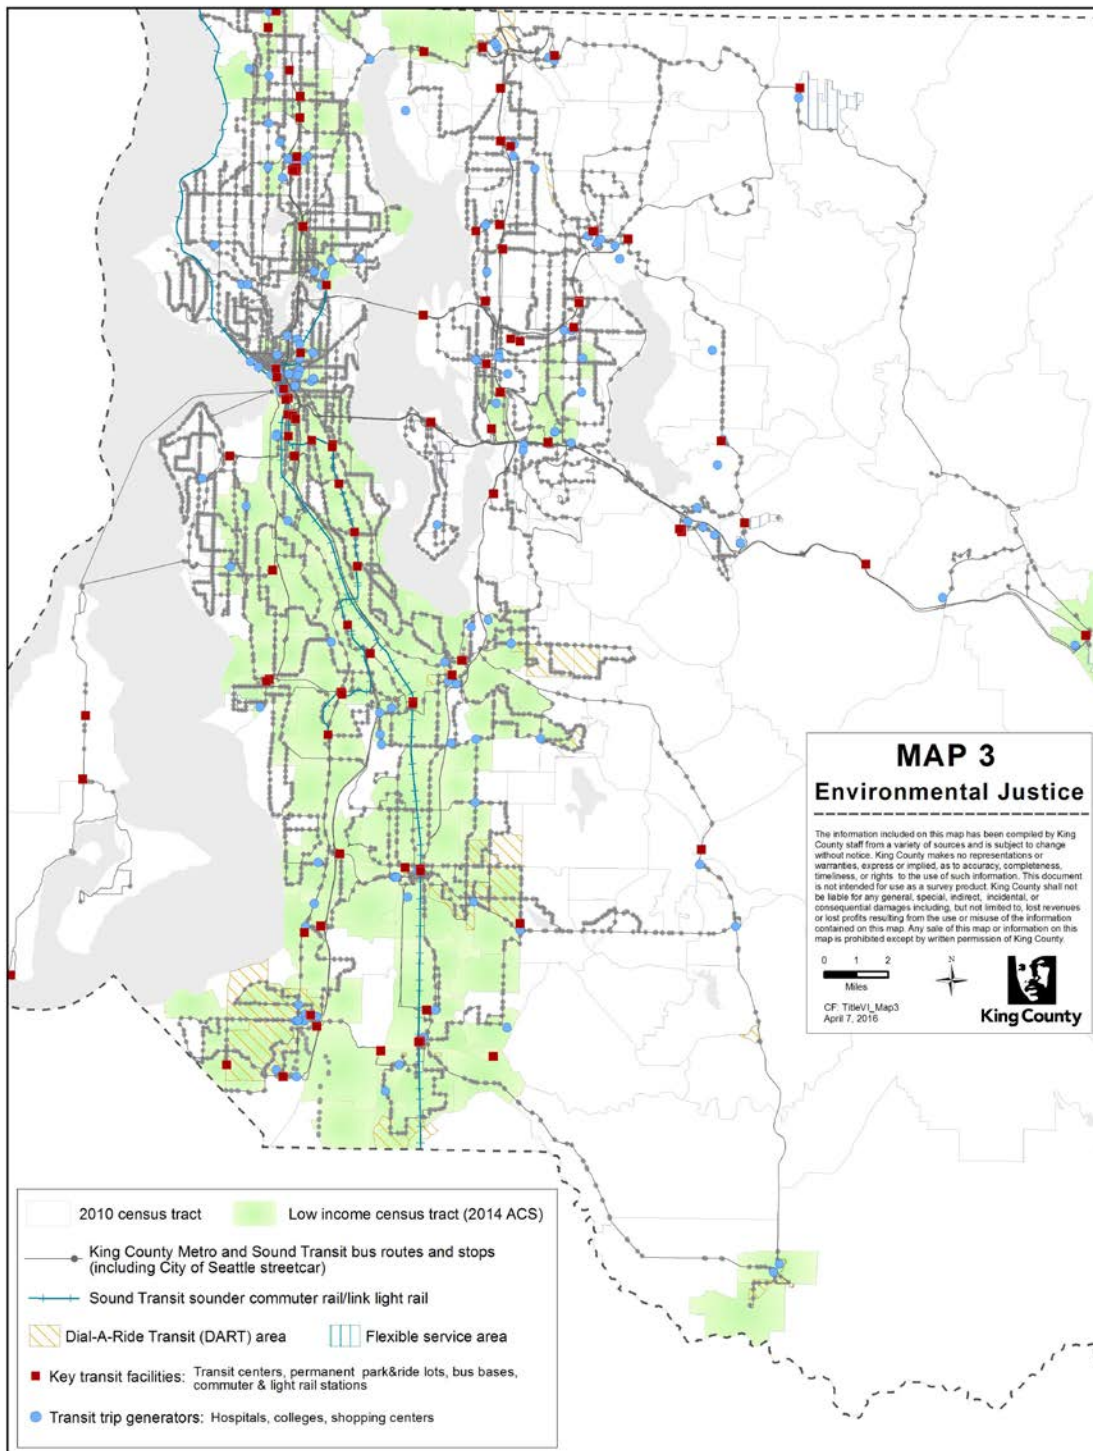 MAP 3
Environmental Justice
The information included on this map has been compiled by King
County staff from a variety of sources and is subject to change
without notice. King County makes no representations or
warranties, express or implied, as to accuracy, completeness,
timeliness, or rights to the use of such information. This document
is not intended for use as a survey product. King County shall not
be liable for any general, special, indirect, incidental, or
consequential damages including, but not limited to, lost revenues
or lost profits resulting from the use or misuse of the information
contained on this map. Any sale of this map or information on this
map is prohibited except by written permission of King County.
0 1 2
Miles
N
CF: TitleVI_Map3
April 7, 2016
King County
2010 census tract
Low income census tract (2014 ACS)
King County Metro and Sound Transit bus routes and stops
(including City of Seattle streetcar)
Sound Transit sounder commuter rail/link light rail
Dial-A-Ride Transit (DART) area
Flexible service area
Key transit facilities: Transit centers, permanent park&ride lots, bus bases,
commuter & light rail stations
Transit trip generators: Hospitals, colleges, shopping centers